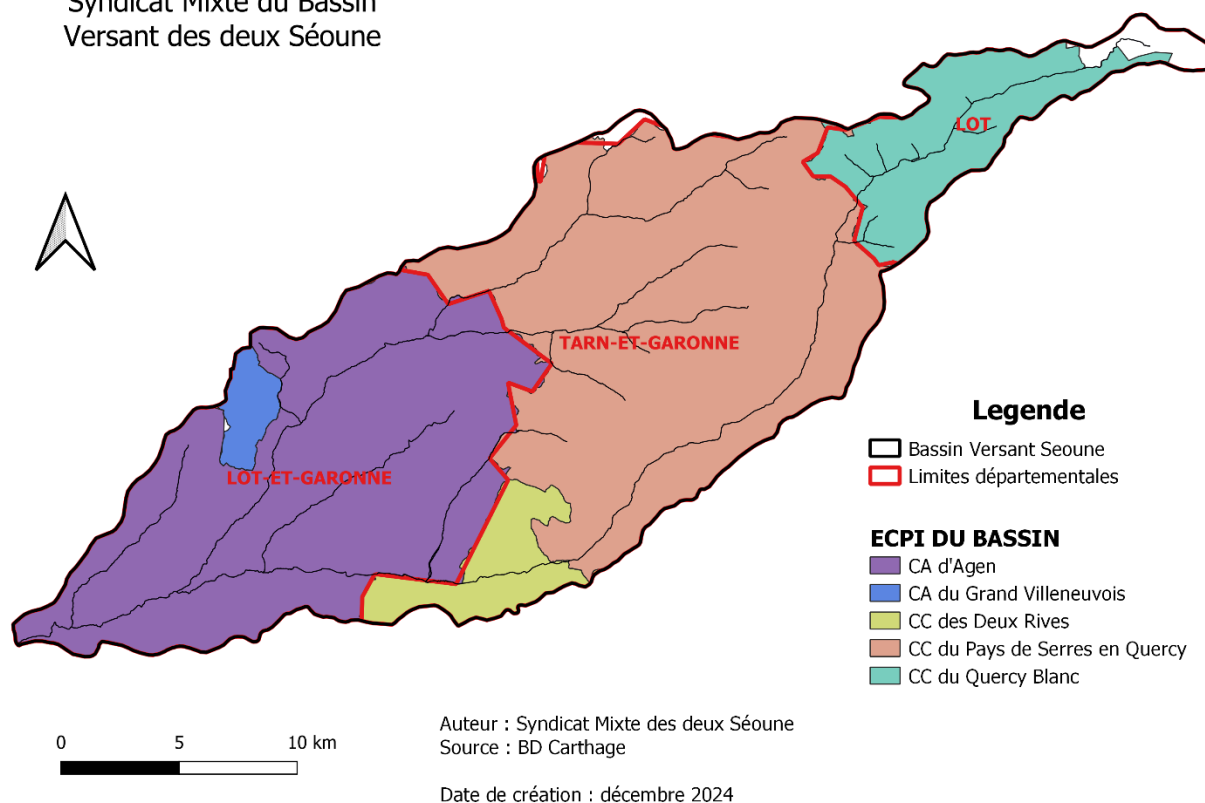 Syndicat Mixte du Bassin
Versant des deux Séoune
LOT
TARN-ET-GARONNE
LOT-ET-GARONNE
Legende
Bassin Versant Seoune
Limites départementales
ECPI DU BASSIN
CA d'Agen
CA du Grand Villeneuvois
CC des Deux Rives
CC du Pays de Serres en Quercy
CC du Quercy Blanc
0 5 10 km
Auteur : Syndicat Mixte des deux Séoune
Source : BD Carthage
Date de création : décembre 2024